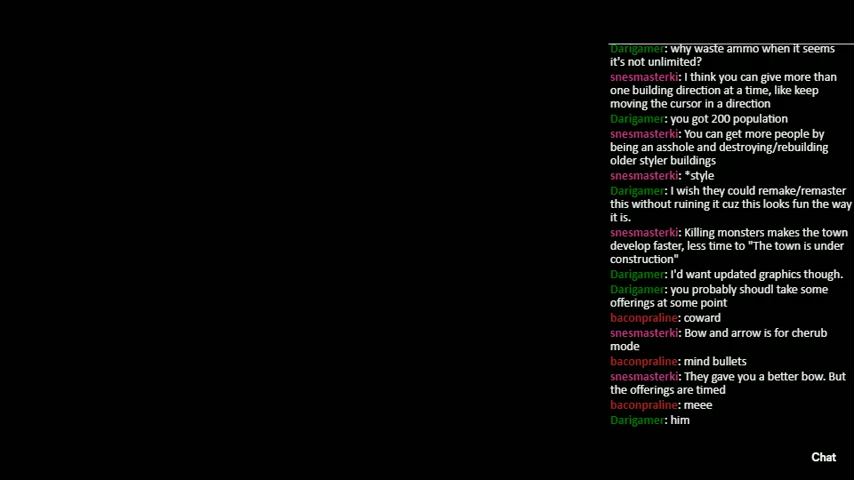 Darigamer: why waste ammo when it seems
it's not unlimited?
snesmasterki: I think you can give more than
one building direction at a time, like keep
moving the cursor in a direction
Darigamer: you got 200 population
snesmasterki: You can get more people by
being an asshole and destroying/rebuilding
older styler buildings
snesmasterki: *style
Darigamer: I wish they could remake/remaster
this without ruining it cuz this looks fun the way
it is.
snesmasterki: Killing monsters makes the town
develop faster, less time to "The town is under
construction"
Darigamer: I'd want updated graphics though.
Darigamer: you probably shoudl take some
offerings at some point
baconpraline: coward
snesmasterki: Bow and arrow is for cherub
mode
baconpraline: mind bullets
snesmasterki: They gave you a better bow. But
the offerings are timed
baconpraline: meee
Darigamer: him
Chat